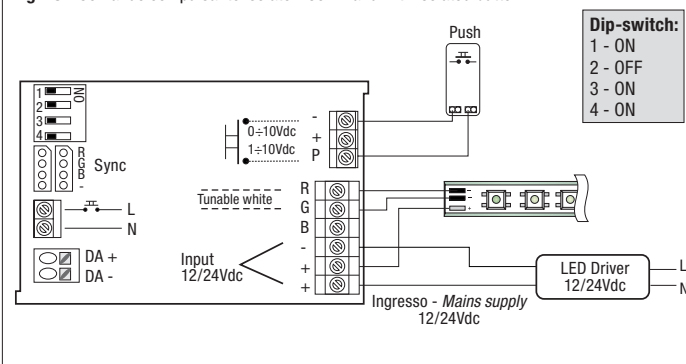 Push
Dip-switch:
1 - ON
2 - OFF
3 - ON
4 - ON
1
2
3
4
ON
R
G
B
-
Sync
L
N
DA +
DA -
0÷10Vdc
1÷10Vdc
-
+
P
Tunable white
R
G
B
-
+
+
Input
12/24Vdc
-
-
+
LED Driver
12/24Vdc
L
N
Ingresso - Mains supply
12/24Vdc